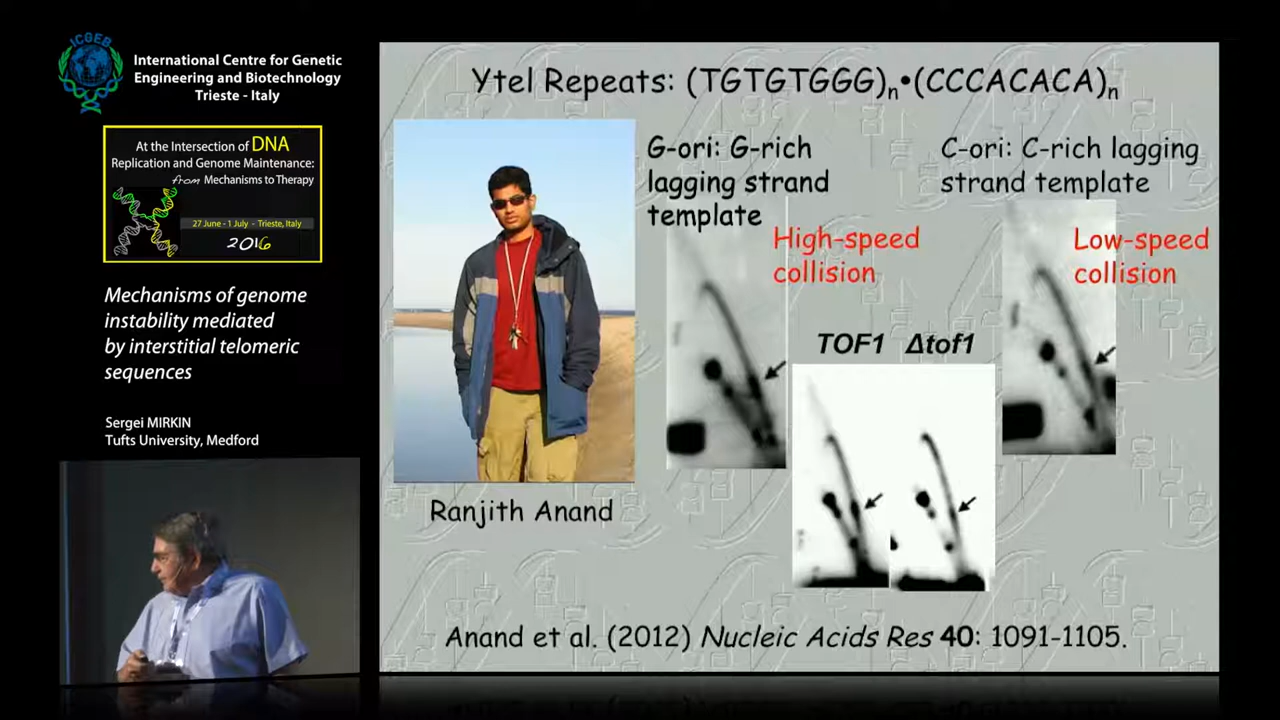 ICGEB
International Centre for Genetic
Engineering and Biotechnology
Trieste - Italy
At the Intersection of DNA
Replication and Genome Maintenance:
from Mechanisms to Therapy
27 June - 1 July - Trieste, Italy
2016
Mechanisms of genome
instability mediated
by interstitial telomeric
sequences
Sergei MIRKIN
Tufts University, Medford
Ytel Repeats: (TGTGTGGG)n•(CCCACACA)n
G-ori: G-rich
lagging strand
template
High-speed
collision
C-ori: C-rich lagging
strand template
Low-speed
collision
TOF1 Δtof1
Ranjith Anand
Anand et al. (2012) Nucleic Acids Res 40: 1091-1105.